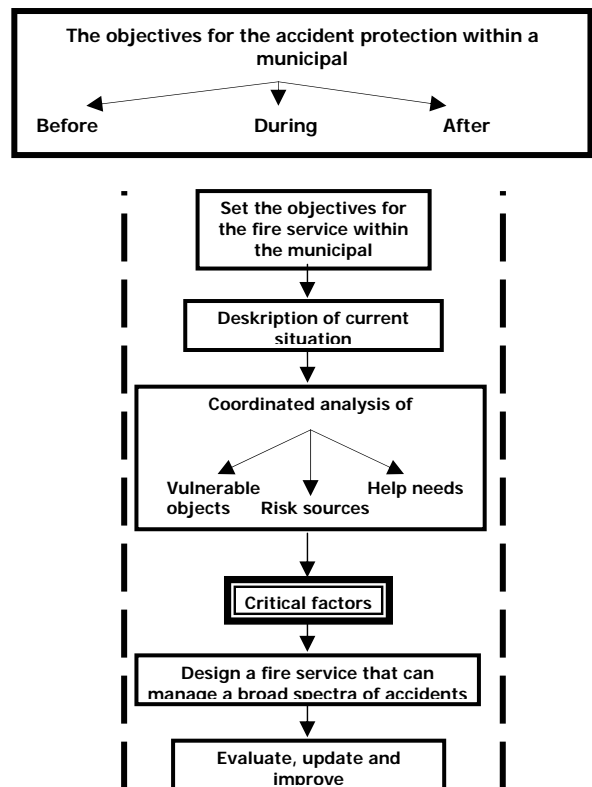 The objectives for the accident protection within a
municipal
Before During After
Set the objectives for
the fire service within
the municipal
Deskription of current
situation
Coordinated analysis of
Vulnerable
objects
Risk sources
Help needs
Critical factors
Design a fire service that can
manage a broad spectra of accidents
Evaluate, update and
improve